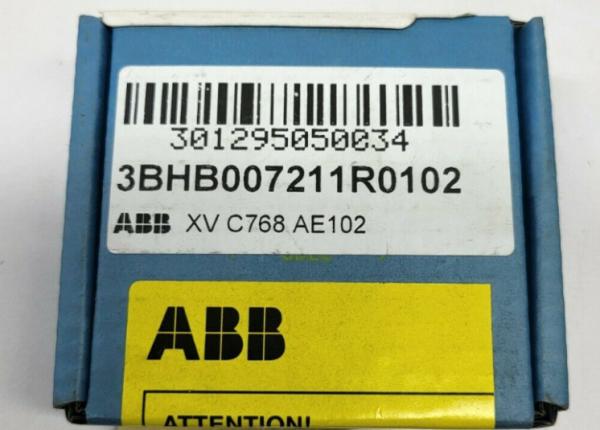 301295050034
3BHB007211R0102
ABB XV C768 AE102
ABB
ATTENTION!